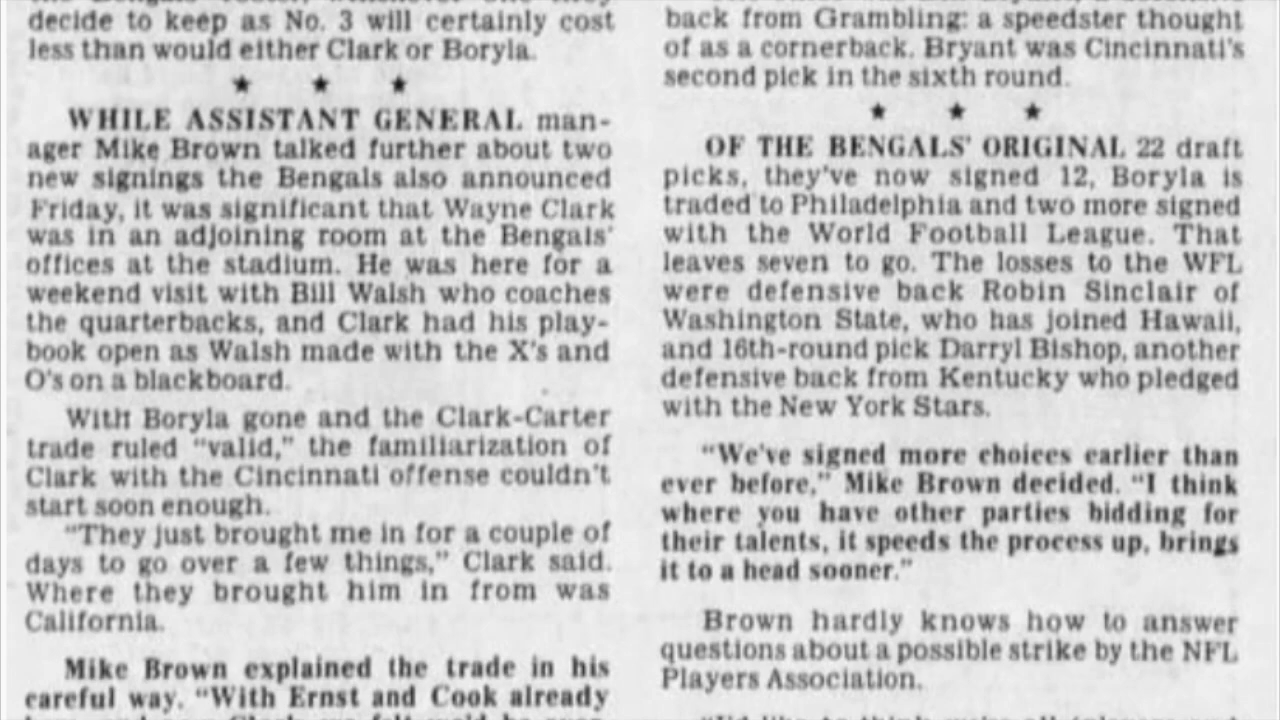 decide to keep as No. 3 will certainly cost
less than would either Clark or Boryla.
★ ★ ★
WHILE ASSISTANT GENERAL man-
ager Mike Brown talked further about two
new signings the Bengals also announced
Friday, it was significant that Wayne Clark
was in an adjoining room at the Bengals'
offices at the stadium. He was here for a
weekend visit with Bill Walsh who coaches
the quarterbacks, and Clark had his play-
book open as Walsh made with the X's and
O's on a blackboard.
With Boryla gone and the Clark-Carter
trade ruled "valid," the familiarization of
Clark with the Cincinnati offense couldn't
start soon enough.
"They just brought me in for a couple of
days to go over a few things," Clark said.
Where they brought him in from was
California.
Mike Brown explained the trade in his
careful way. "With Ernst and Cook already
back from Grambling: a speedster thought
of as a cornerback. Bryant was Cincinnati's
second pick in the sixth round.
★ ★ ★
OF THE BENGALS' ORIGINAL 22 draft
picks, they've now signed 12, Boryla is
traded to Philadelphia and two more signed
with the World Football League. That
leaves seven to go. The losses to the WFL
were defensive back Robin Sinclair of
Washington State, who has joined Hawaii,
and 16th-round pick Darryl Bishop, another
defensive back from Kentucky who pledged
with the New York Stars.
"We've signed more choices earlier than
ever before," Mike Brown decided. "I think
where you have other parties bidding for
their talents, it speeds the process up, brings
it to a head sooner."
Brown hardly knows how to answer
questions about a possible strike by the NFL
Players Association.